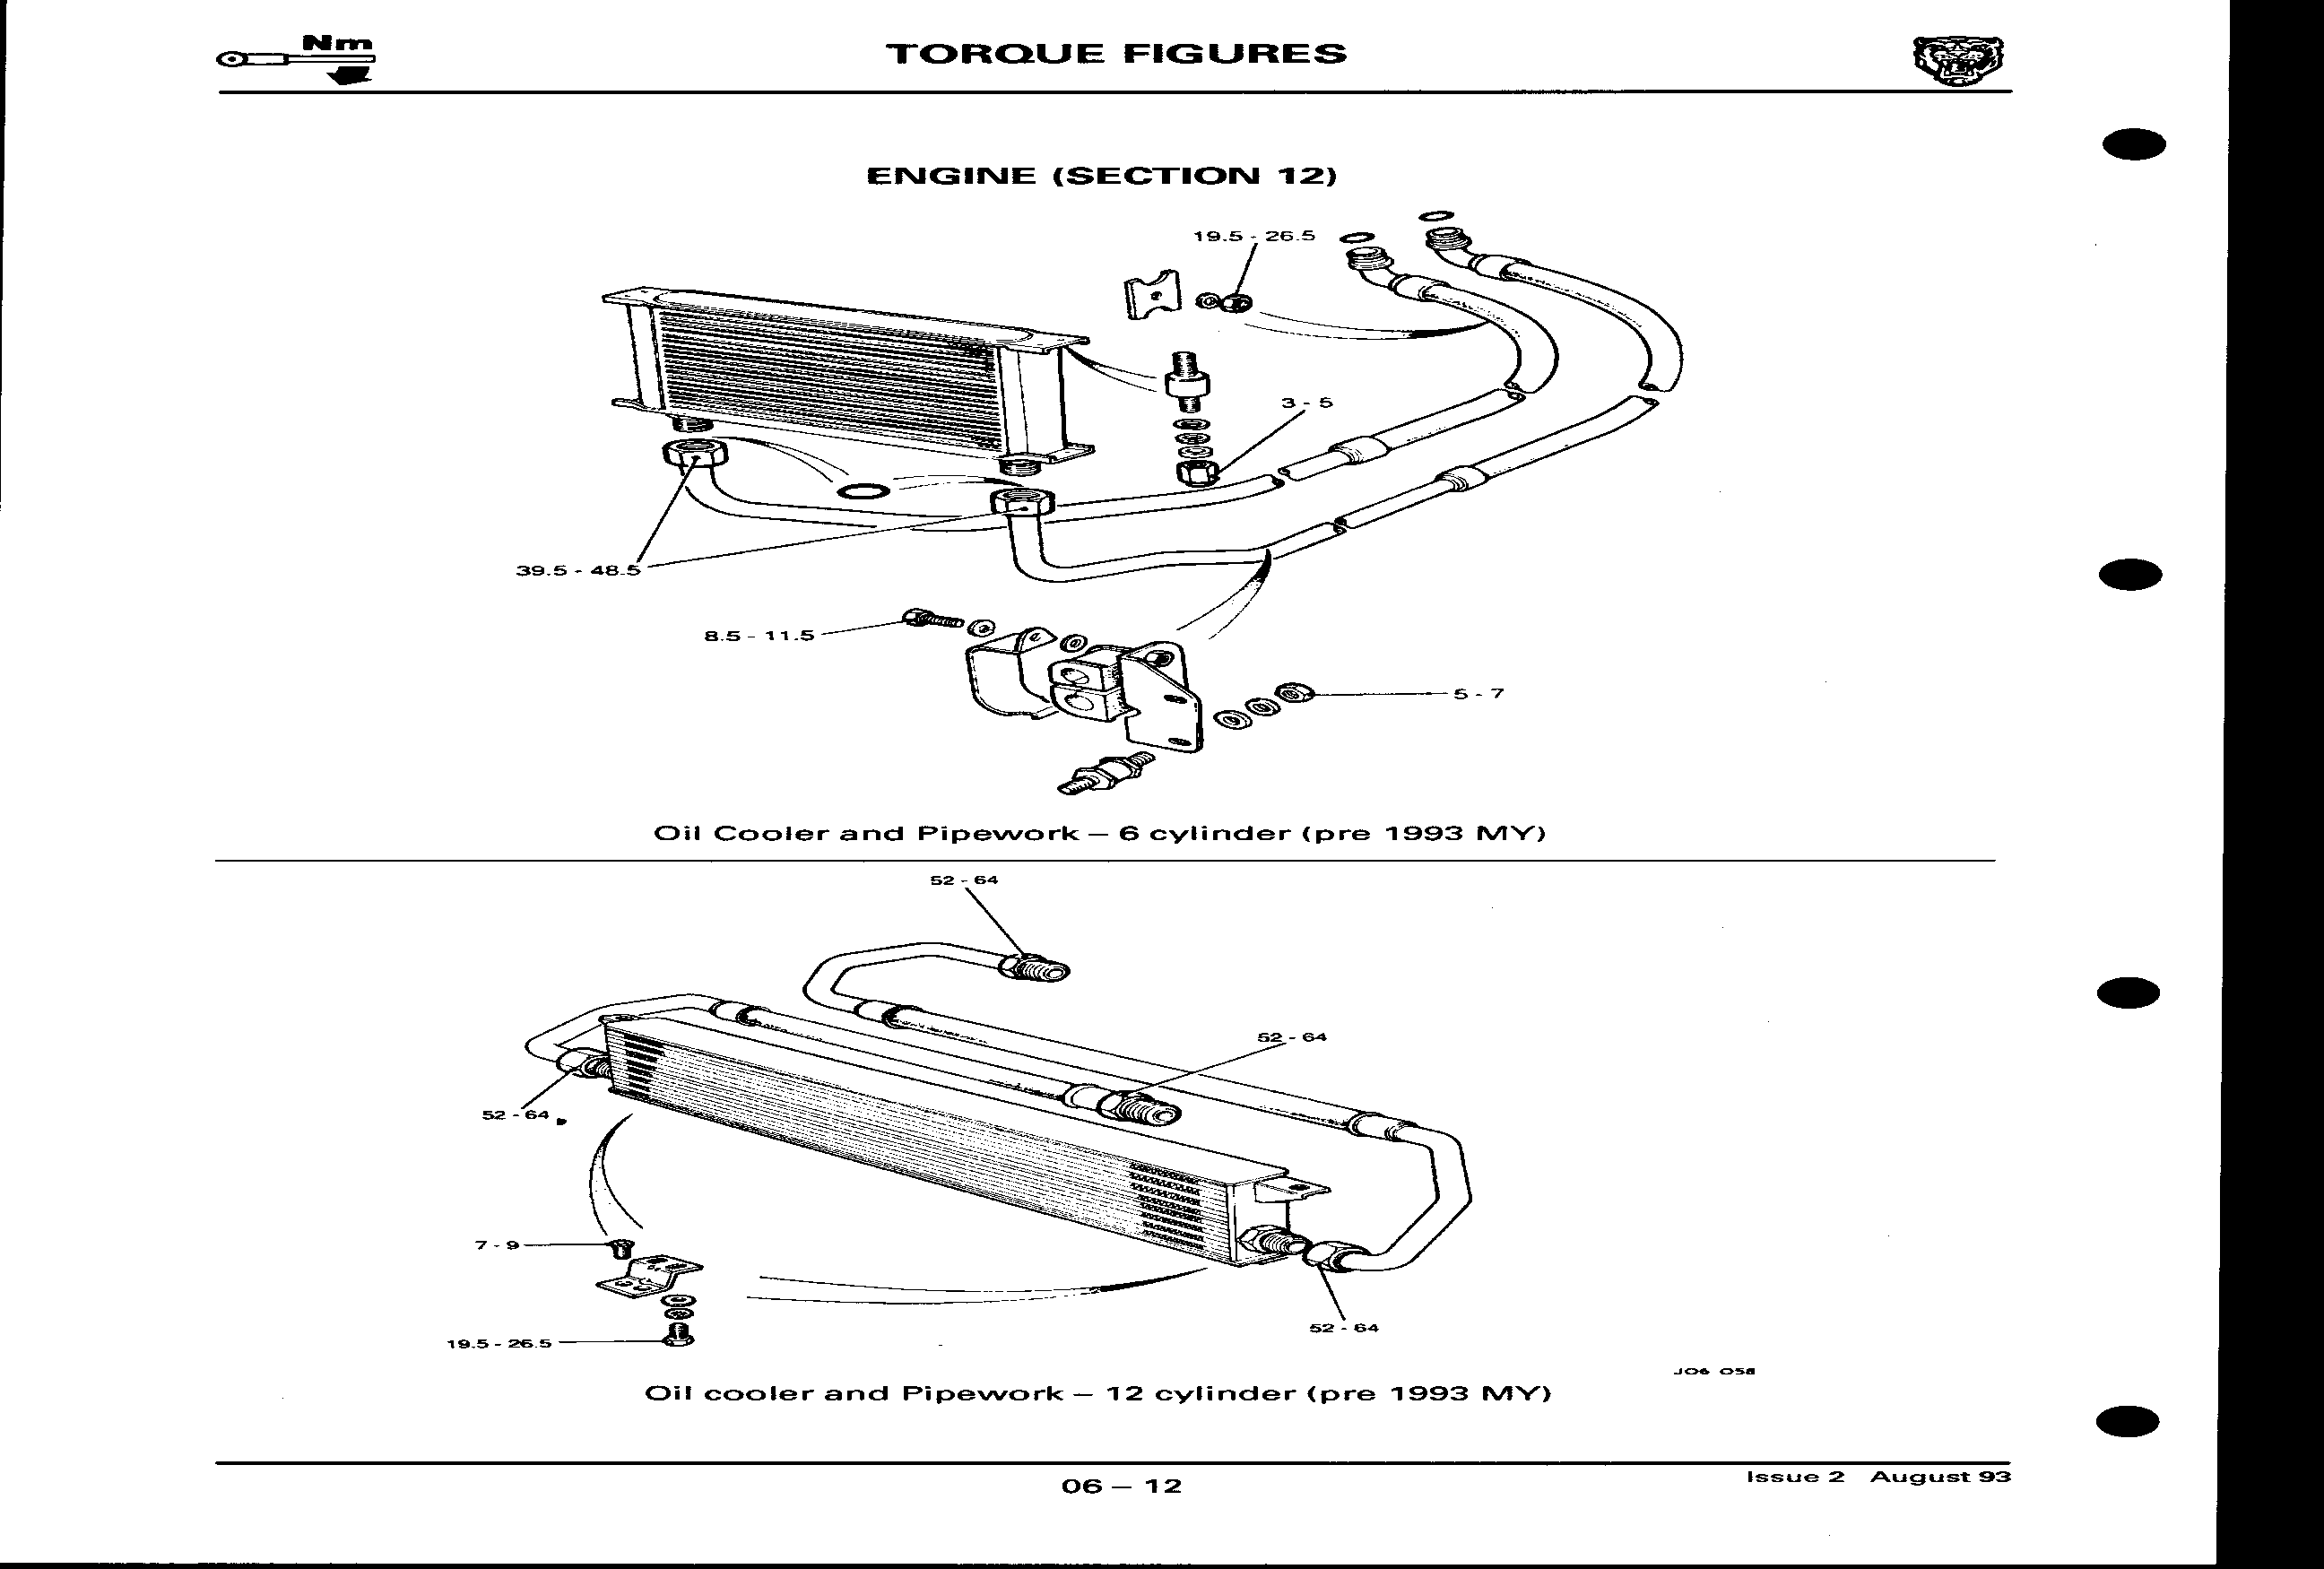 Nm
TORQUE FIGURES
ENGINE (SECTION 12)
19.5 - 26.5
3 - 5
39.5 - 48.5
8.5 - 11.5
5 - 7
Oil Cooler and Pipework – 6 cylinder (pre 1993 MY)
52 - 64
52 - 64
52 - 64
7 - 9
52 - 64
19.5 - 26.5
J06 058
Oil cooler and Pipework – 12 cylinder (pre 1993 MY)
06 – 12
Issue 2 August 93